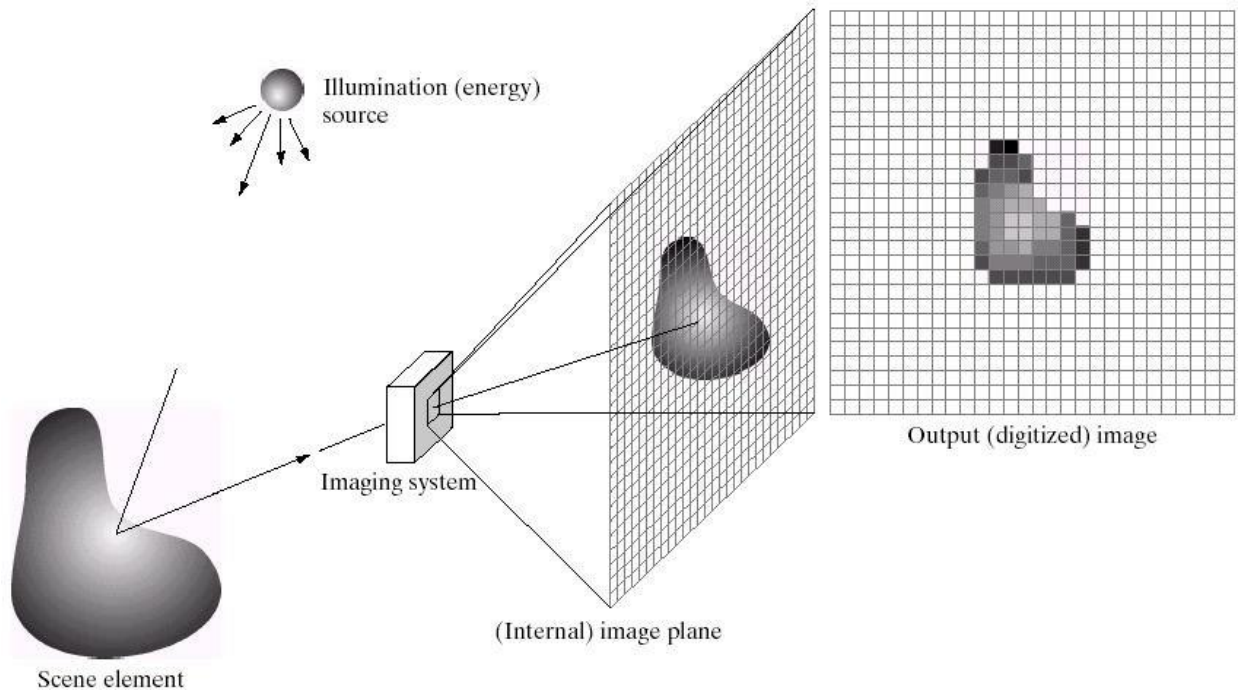 Illumination (energy)
source
Output (digitized) image
Imaging system
(Internal) image plane
Scene element